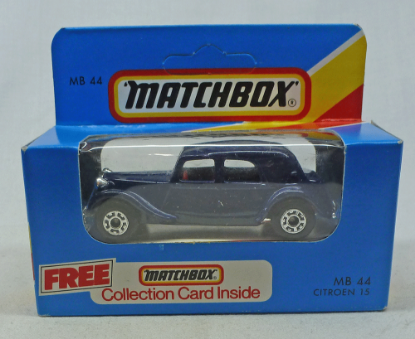 MB 44
MATCHBOX®
FREE
MATCHBOX
Collection Card Inside
MB 44
CITROEN 15